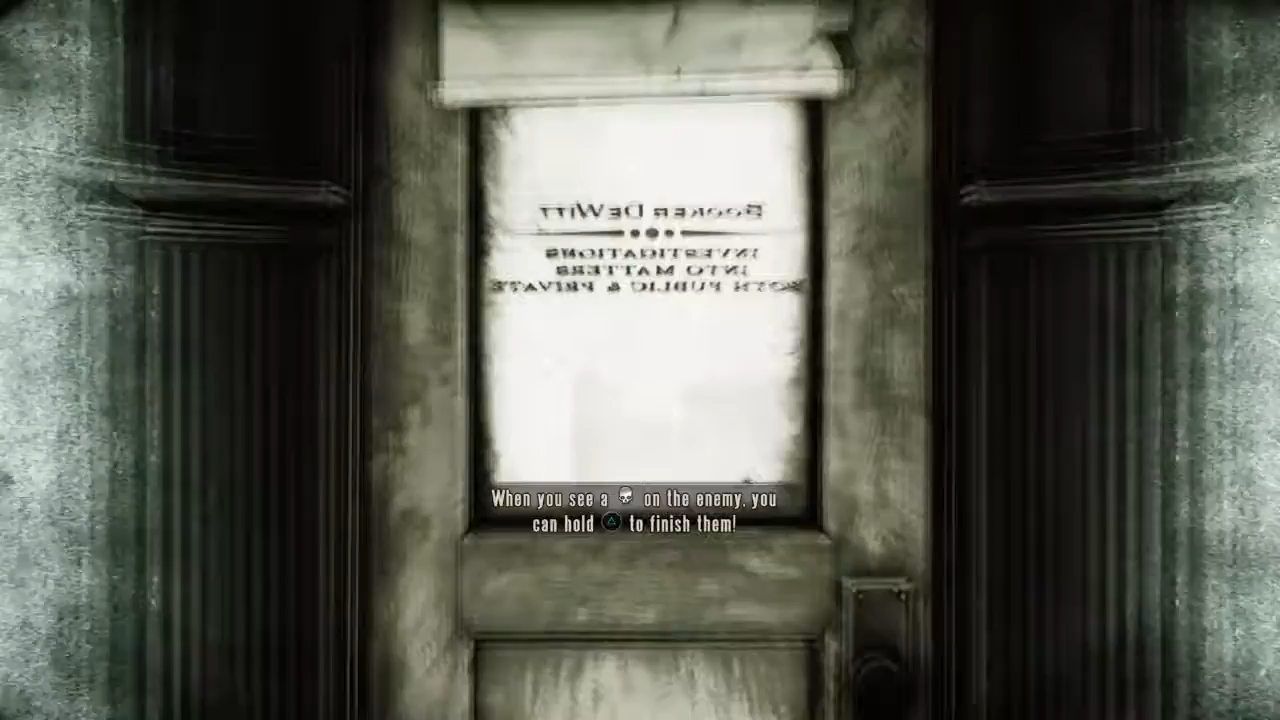 BOOKER DEWITT
INVESTIGATIONS
INTO MATTERS
BOTH PUBLIC & PRIVATE
When you see a on the enemy, you
can hold to finish them!